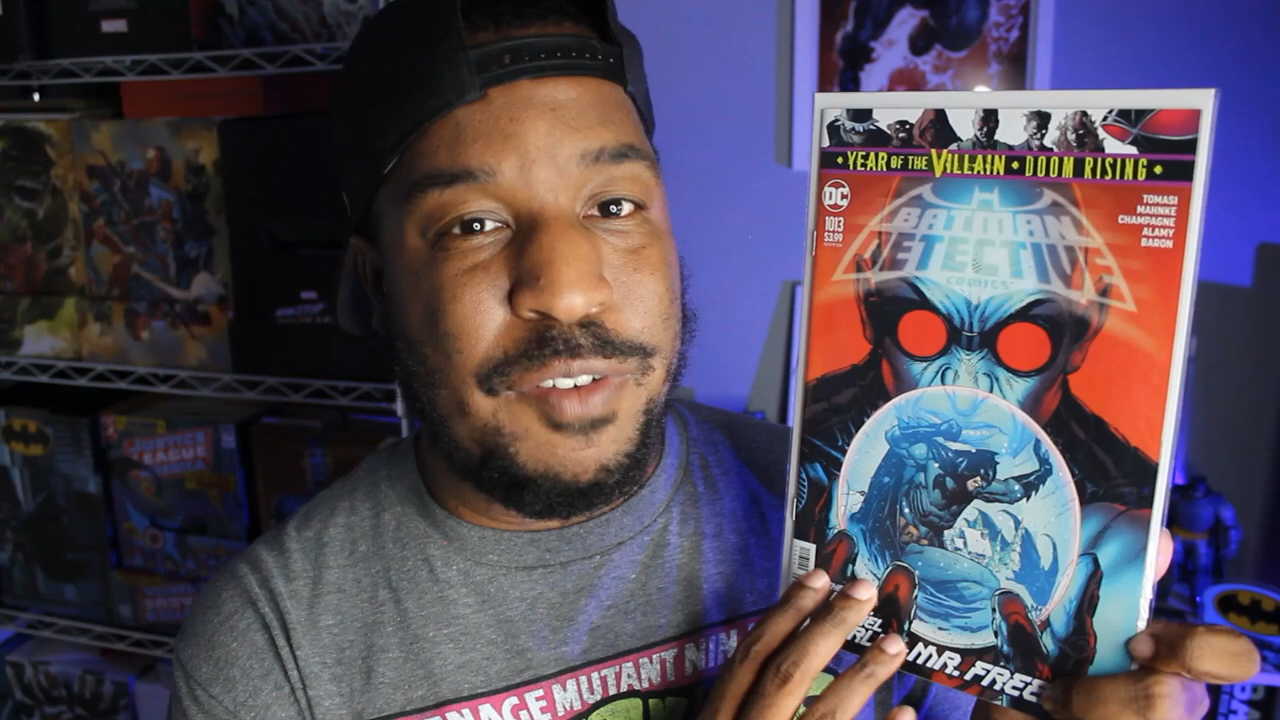 YEAR OF THE VILLAIN • DOOM RISING
DC
1013
$3.99
TOMASI
MAHNKE
CHAMPAGNE
ALAMY
BARON
BATMAN
DETECTIVE
COMICS
MR. FREE
JUSTICE
LEAGUE
ENAGE MUTANT NIN